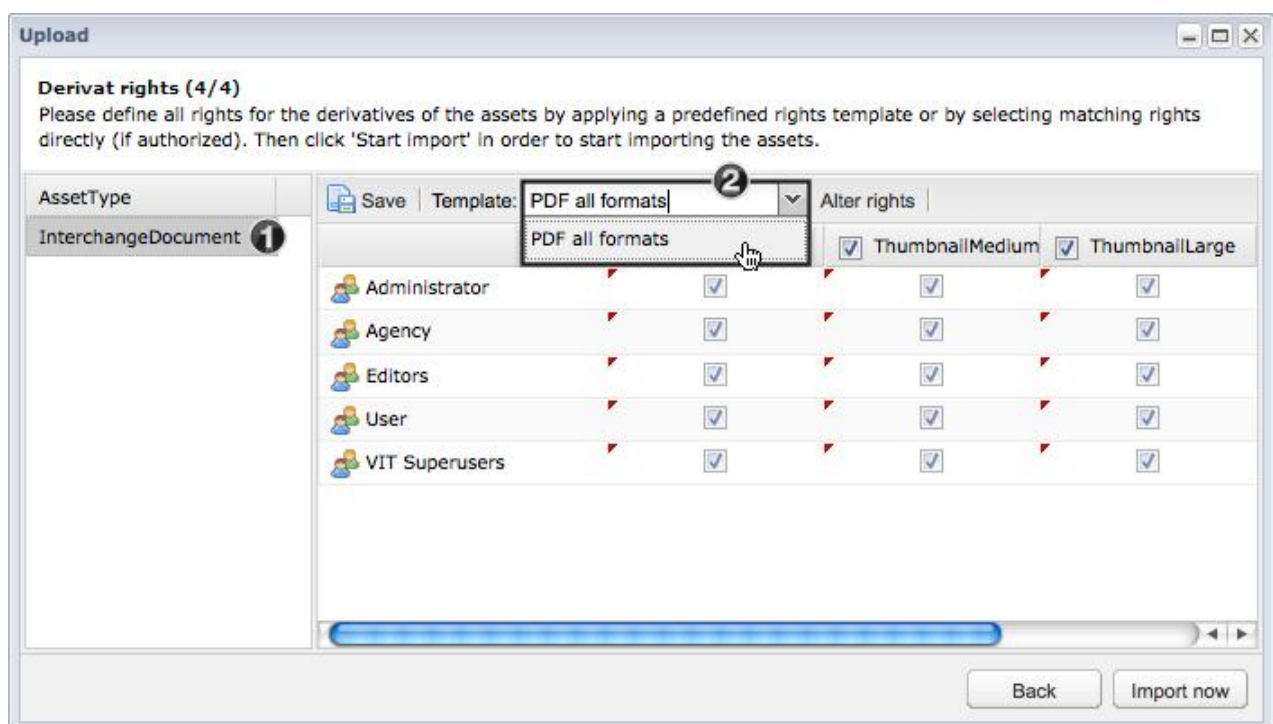 Upload
Derivat rights (4/4)
Please define all rights for the derivatives of the assets by applying a predefined rights template or by selecting matching rights
directly (if authorized). Then click 'Start import' in order to start importing the assets.
AssetType
Save Template: PDF all formats Alter rights
2
InterchangeDocument 1
PDF all formats
ThumbnailMedium ThumbnailLarge
Administrator
Agency
Editors
User
VIT Superusers
Back Import now